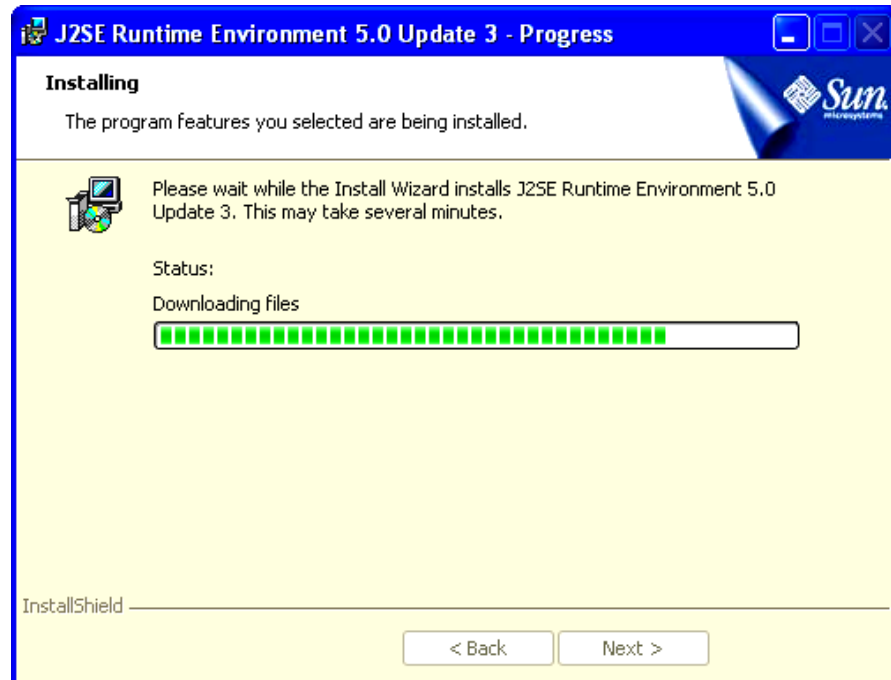 J2SE Runtime Environment 5.0 Update 3 - Progress
Installing
The program features you selected are being installed.
Sun
microsystems
Please wait while the Install Wizard installs J2SE Runtime Environment 5.0
Update 3. This may take several minutes.
Status:
Downloading files
InstallShield
< Back
Next >